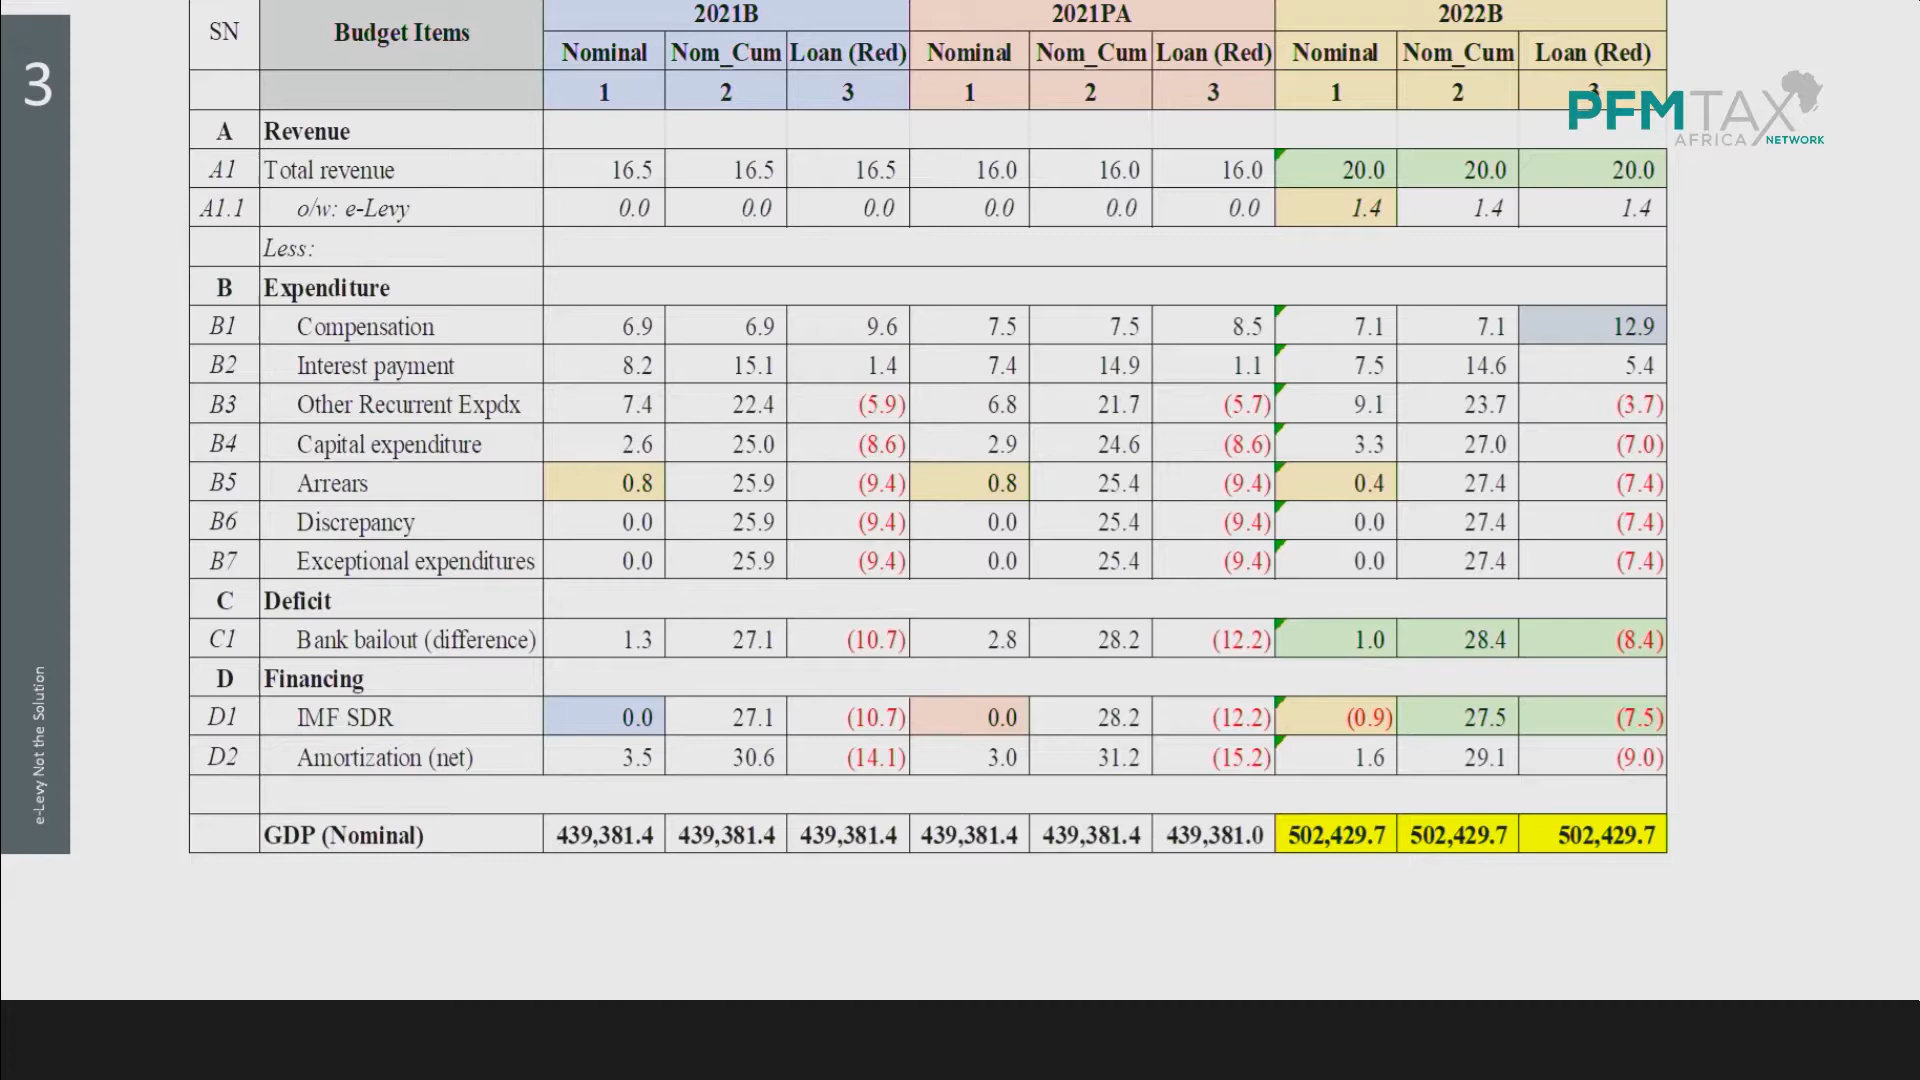 3
e-Levy Not the Solution
PFMTAX
AFRICA NETWORK
SN Budget Items 2021B 2021PA 2022B
Nominal Nom_Cum Loan (Red) Nominal Nom_Cum Loan (Red) Nominal Nom_Cum Loan (Red)
1 2 3 1 2 3 1 2 3
A Revenue
A1 Total revenue 16.5 16.5 16.5 16.0 16.0 16.0 20.0 20.0 20.0
A1.1 o/w: e-Levy 0.0 0.0 0.0 0.0 0.0 0.0 1.4 1.4 1.4
Less:
B Expenditure
B1 Compensation 6.9 6.9 9.6 7.5 7.5 8.5 7.1 7.1 12.9
B2 Interest payment 8.2 15.1 1.4 7.4 14.9 1.1 7.5 14.6 5.4
B3 Other Recurrent Expdx 7.4 22.4 (5.9) 6.8 21.7 (5.7) 9.1 23.7 (3.7)
B4 Capital expenditure 2.6 25.0 (8.6) 2.9 24.6 (8.6) 3.3 27.0 (7.0)
B5 Arrears 0.8 25.9 (9.4) 0.8 25.4 (9.4) 0.4 27.4 (7.4)
B6 Discrepancy 0.0 25.9 (9.4) 0.0 25.4 (9.4) 0.0 27.4 (7.4)
B7 Exceptional expenditures 0.0 25.9 (9.4) 0.0 25.4 (9.4) 0.0 27.4 (7.4)
C Deficit
C1 Bank bailout (difference) 1.3 27.1 (10.7) 2.8 28.2 (12.2) 1.0 28.4 (8.4)
D Financing
D1 IMF SDR 0.0 27.1 (10.7) 0.0 28.2 (12.2) (0.9) 27.5 (7.5)
D2 Amortization (net) 3.5 30.6 (14.1) 3.0 31.2 (15.2) 1.6 29.1 (9.0)
GDP (Nominal) 439,381.4 439,381.4 439,381.4 439,381.4 439,381.4 439,381.0 502,429.7 502,429.7 502,429.7